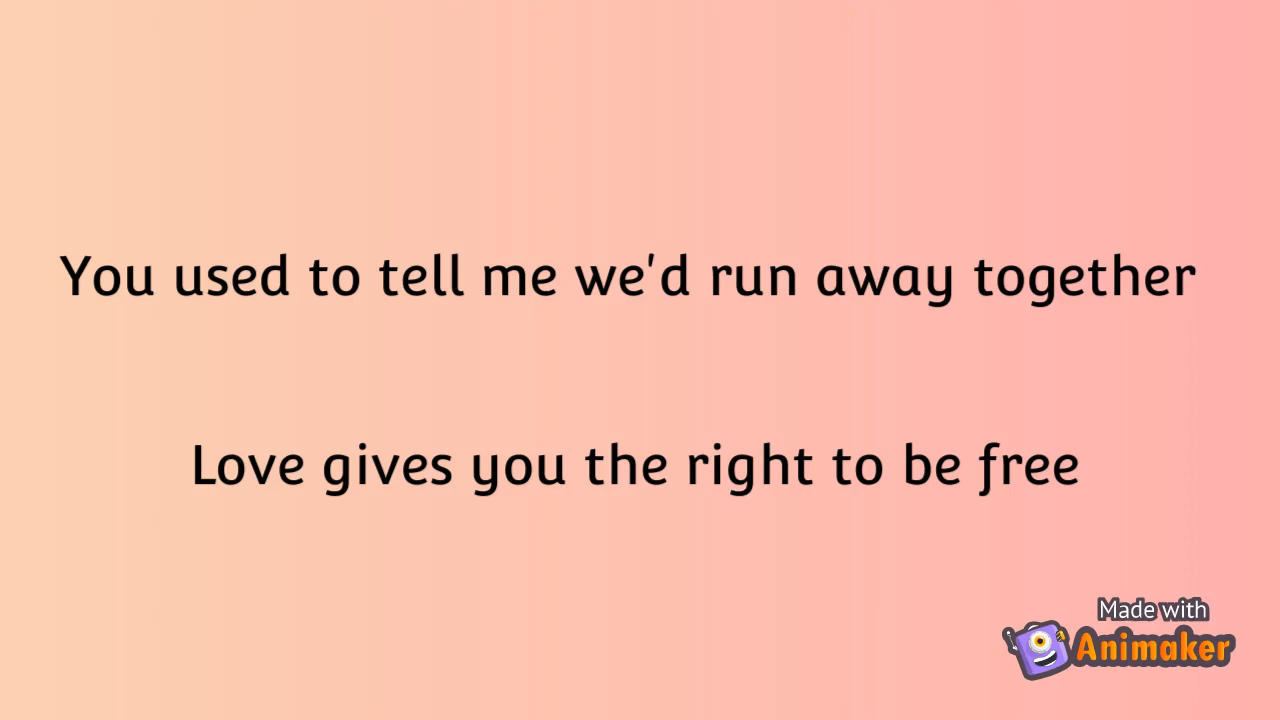 You used to tell me we'd run away together
Love gives you the right to be free
Made with
Animaker